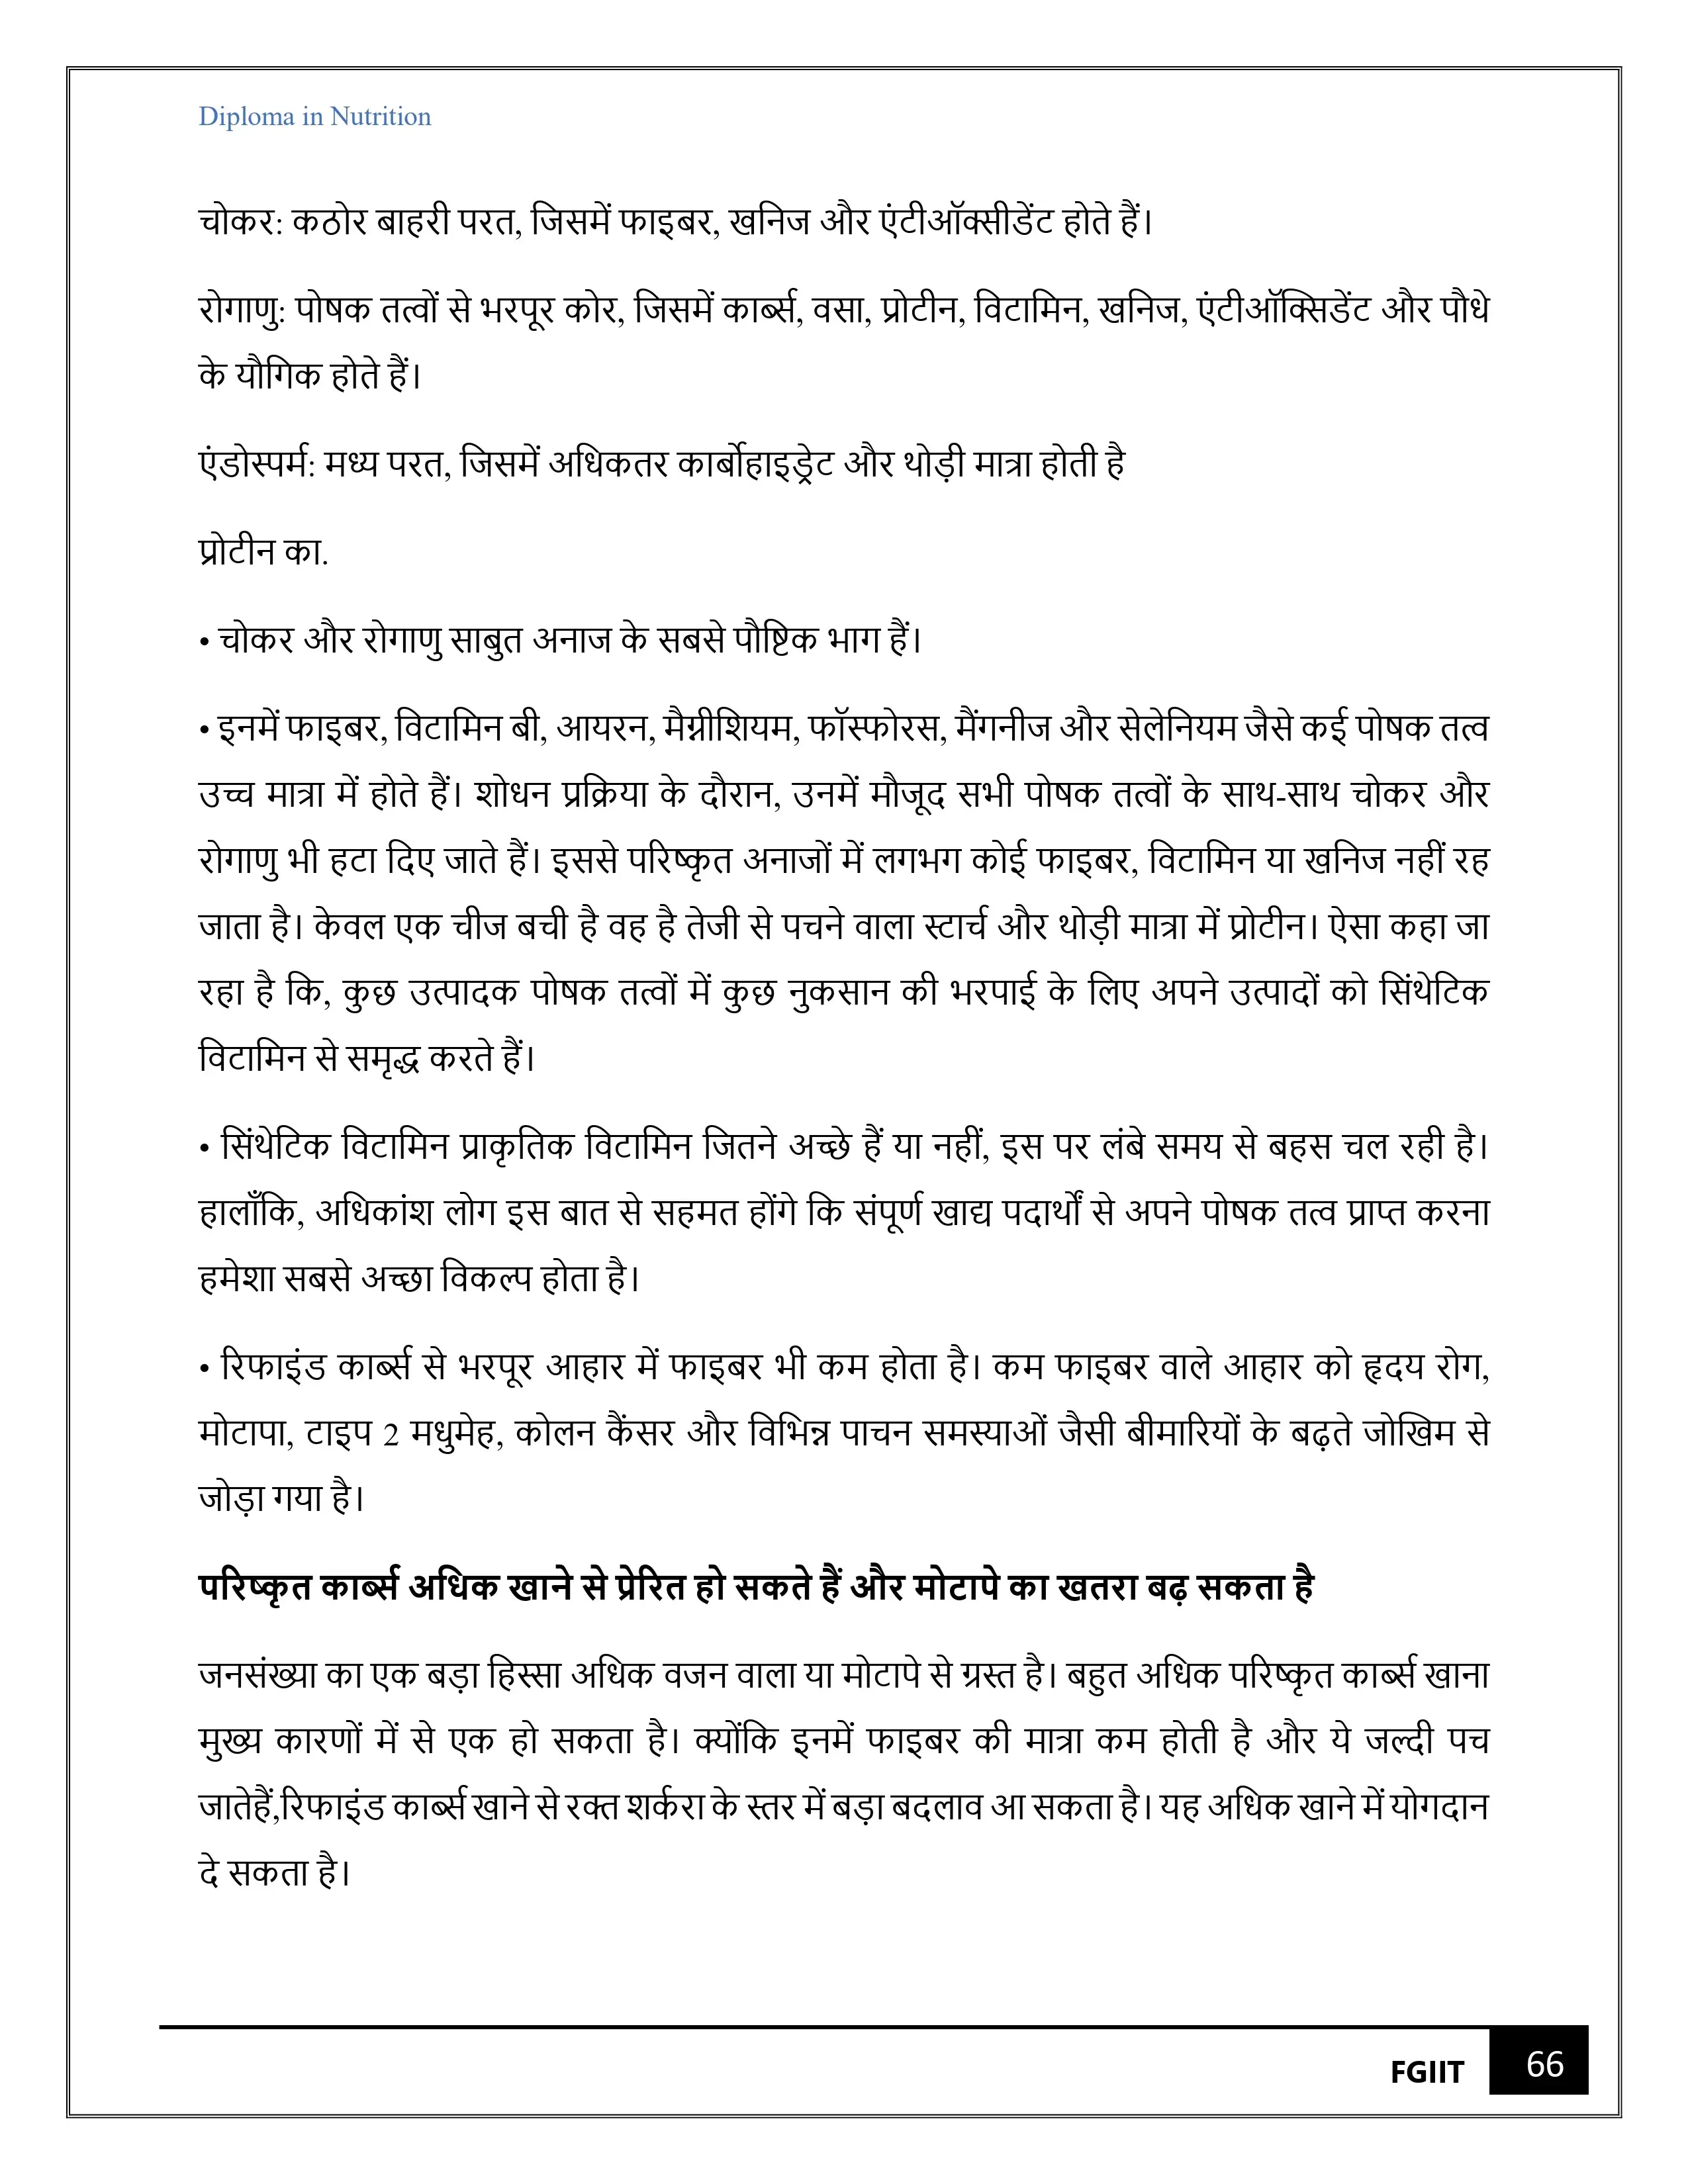 Diploma in Nutrition
चोकर: कठोर बाहरी परत, जिसमें फाइबर, खनिज और एंटीऑक्सीडेंट होते हैं।
रोगाणु: पोषक तत्वों से भरपूर कोर, जिसमें कार्ब्स, वसा, प्रोटीन, विटामिन, खनिज, एंटीऑक्सिडेंट और पौधे
के यौगिक होते हैं।
एंडोस्पर्म: मध्य परत, जिसमें अधिकतर कार्बोहाइड्रेट और थोड़ी मात्रा होती है
प्रोटीन का.
• चोकर और रोगाणु साबुत अनाज के सबसे पौष्टिक भाग हैं।
• इनमें फाइबर, विटामिन बी, आयरन, मैग्नीशियम, फॉस्फोरस, मैंगनीज और सेलेनियम जैसे कई पोषक तत्व
उच्च मात्रा में होते हैं। शोधन प्रक्रिया के दौरान, उनमें मौजूद सभी पोषक तत्वों के साथ-साथ चोकर और
रोगाणु भी हटा दिए जाते हैं। इससे परिष्कृत अनाजों में लगभग कोई फाइबर, विटामिन या खनिज नहीं रह
जाता है। केवल एक चीज बची है वह है तेजी से पचने वाला स्टार्च और थोड़ी मात्रा में प्रोटीन। ऐसा कहा जा
रहा है कि, कुछ उत्पादक पोषक तत्वों में कुछ नुकसान की भरपाई के लिए अपने उत्पादों को सिंथेटिक
विटामिन से समृद्ध करते हैं।
• सिंथेटिक विटामिन प्राकृतिक विटामिन जितने अच्छे हैं या नहीं, इस पर लंबे समय से बहस चल रही है।
हालाँकि, अधिकांश लोग इस बात से सहमत होंगे कि संपूर्ण खाद्य पदार्थों से अपने पोषक तत्व प्राप्त करना
हमेशा सबसे अच्छा विकल्प होता है।
• रिफाइंड कार्ब्स से भरपूर आहार में फाइबर भी कम होता है। कम फाइबर वाले आहार को हृदय रोग,
मोटापा, टाइप 2 मधुमेह, कोलन कैंसर और विभिन्न पाचन समस्याओं जैसी बीमारियों के बढ़ते जोखिम से
जोड़ा गया है।
परिष्कृत कार्ब्स अधिक खाने से प्रेरित हो सकते हैं और मोटापे का खतरा बढ़ सकता है
जनसंख्या का एक बड़ा हिस्सा अधिक वजन वाला या मोटापे से ग्रस्त है। बहुत अधिक परिष्कृत कार्ब्स खाना
मुख्य कारणों में से एक हो सकता है। क्योंकि इनमें फाइबर की मात्रा कम होती है और ये जल्दी पच
जातेहैं,रिफाइंड कार्ब्स खाने से रक्त शर्करा के स्तर में बड़ा बदलाव आ सकता है। यह अधिक खाने में योगदान
दे सकता है।
FGIIT 66